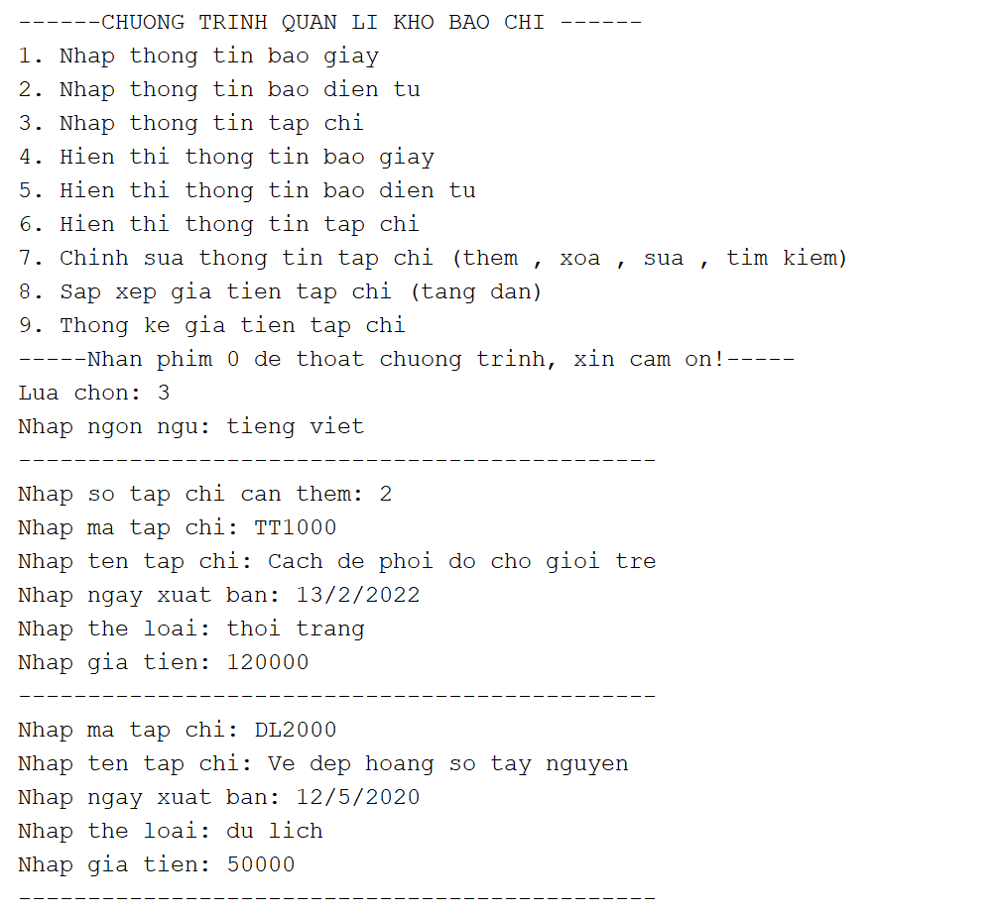 ------CHUONG TRINH QUAN LI KHO BAO CHI ------
1. Nhap thong tin bao giay
2. Nhap thong tin bao dien tu
3. Nhap thong tin tap chi
4. Hien thi thong tin bao giay
5. Hien thi thong tin bao dien tu
6. Hien thi thong tin tap chi
7. Chinh sua thong tin tap chi (them , xoa , sua , tim kiem)
8. Sap xep gia tien tap chi (tang dan)
9. Thong ke gia tien tap chi
-----Nhan phim 0 de thoat chuong trinh, xin cam on!-----
Lua chon: 3
Nhap ngon ngu: tieng viet
----------------------------------------------
Nhap so tap chi can them: 2
Nhap ma tap chi: TT1000
Nhap ten tap chi: Cach de phoi do cho gioi tre
Nhap ngay xuat ban: 13/2/2022
Nhap the loai: thoi trang
Nhap gia tien: 120000
----------------------------------------------
Nhap ma tap chi: DL2000
Nhap ten tap chi: Ve dep hoang so tay nguyen
Nhap ngay xuat ban: 12/5/2020
Nhap the loai: du lich
Nhap gia tien: 50000
----------------------------------------------